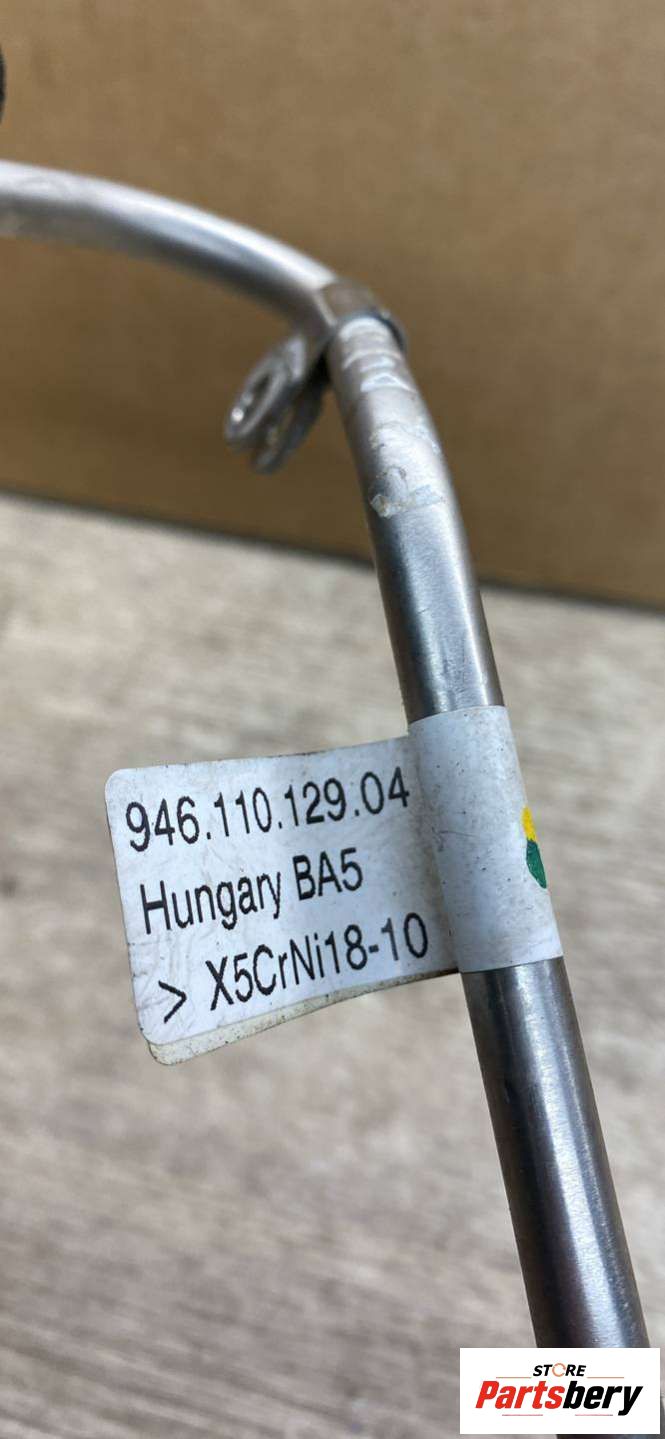 946.110.129.04
Hungary BA5
> X5CrNi18-10
STORE
Partsbery